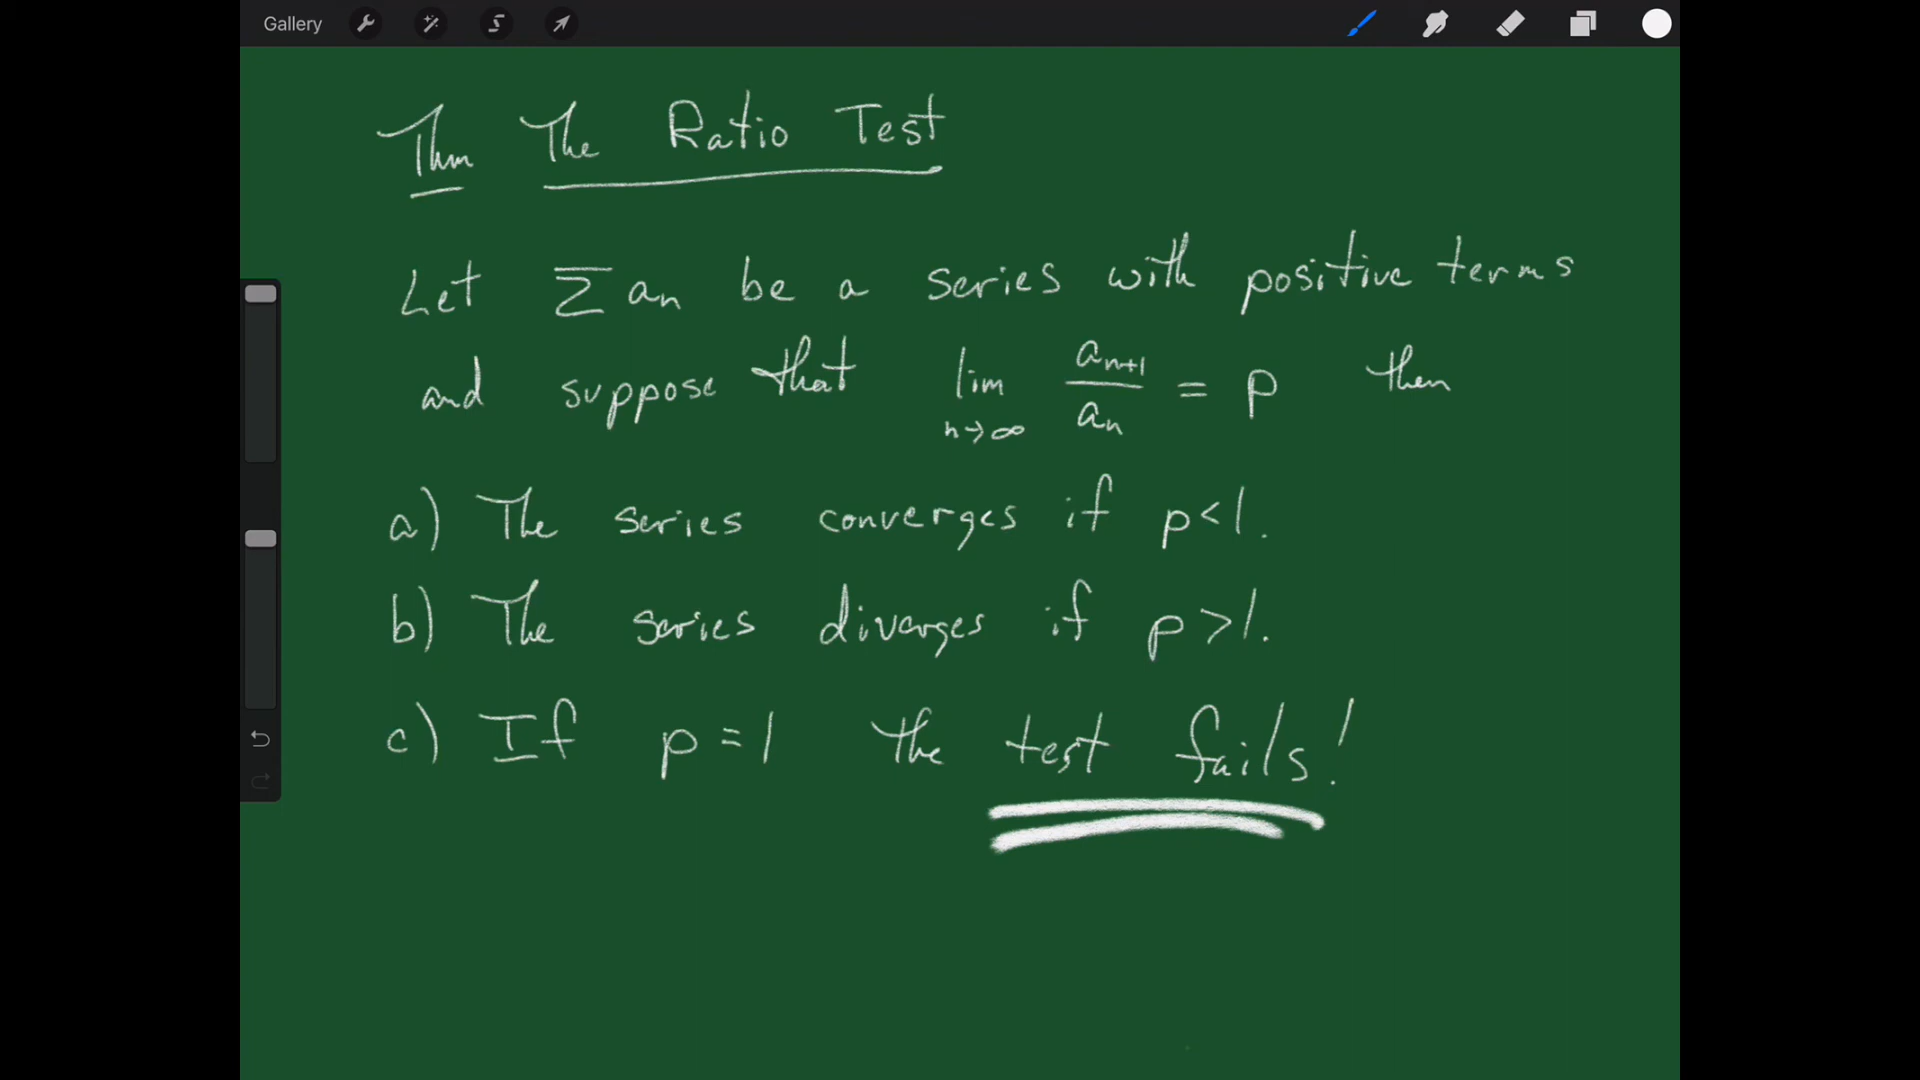 Gallery
Thm The Ratio Test
Let Σ an be a series with positive terms
and suppose that lim n→∞ an+1/an = p then
a) The series converges if p<1.
b) The series diverges if p>1.
c) If p=1 the test fails!